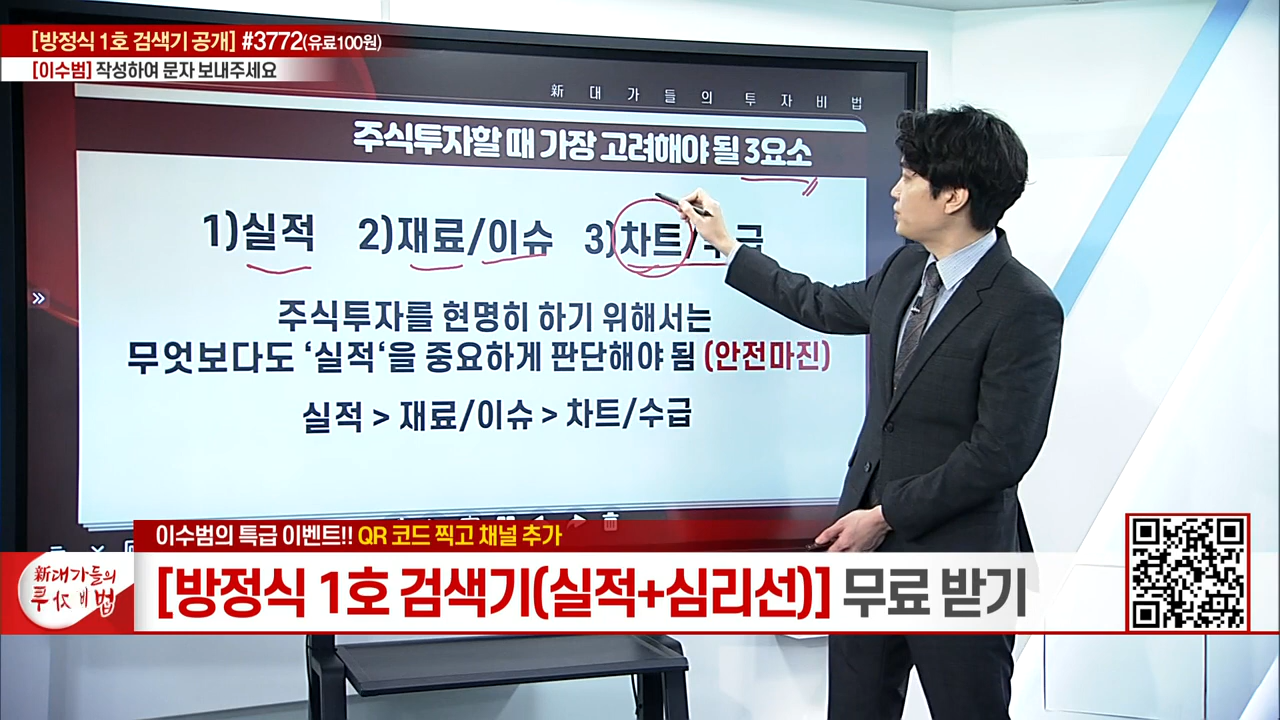 [방정식 1호 검색기 공개] #3772(유료100원)
[이수범] 작성하여 문자 보내주세요
新 대 가 들 의 투 자 비 법
주식투자할 때 가장 고려해야 될 3요소
1)실적 2)재료/이슈 3)차트/수급
주식투자를 현명히 하기 위해서는
무엇보다도 ‘실적‘을 중요하게 판단해야 됨 (안전마진)
실적 > 재료/이슈 > 차트/수급
이수범의 특급 이벤트!! QR 코드 찍고 채널 추가
新대가들의
투자비법
[방정식 1호 검색기(실적+심리선)] 무료 받기